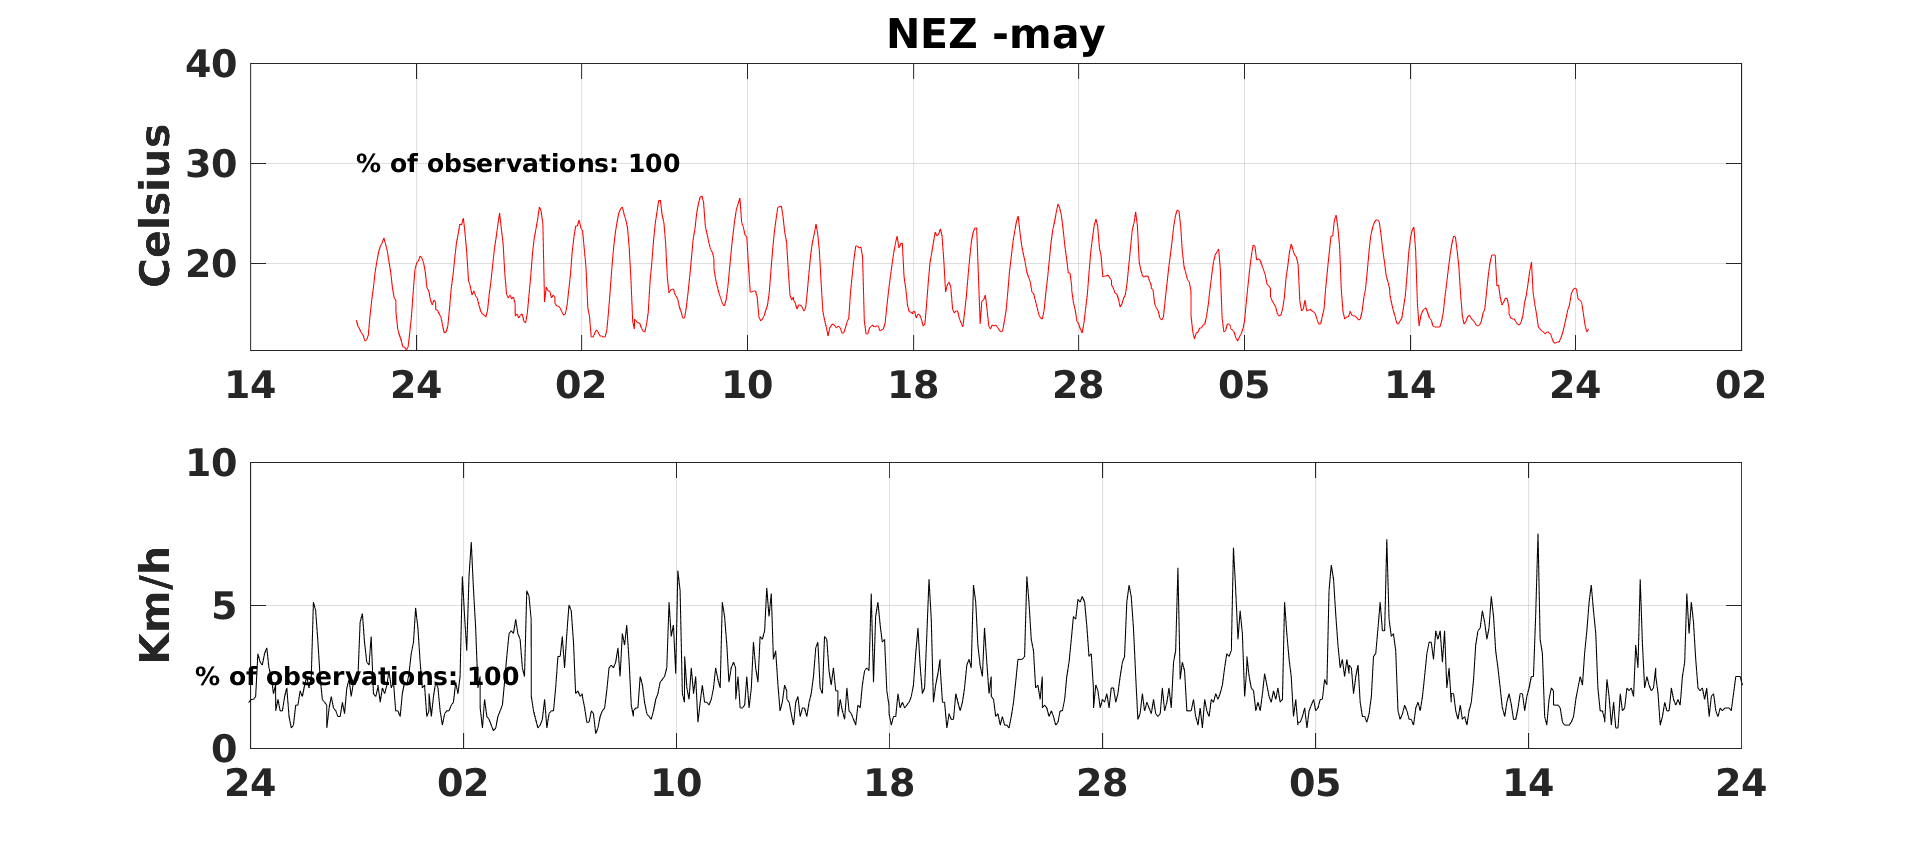 NEZ -may
40
30
20
Celsius
% of observations: 100
14 24 02 10 18 28 05 14 24 02
10
5
0
Km/h
% of observations: 100
24 02 10 18 28 05 14 24